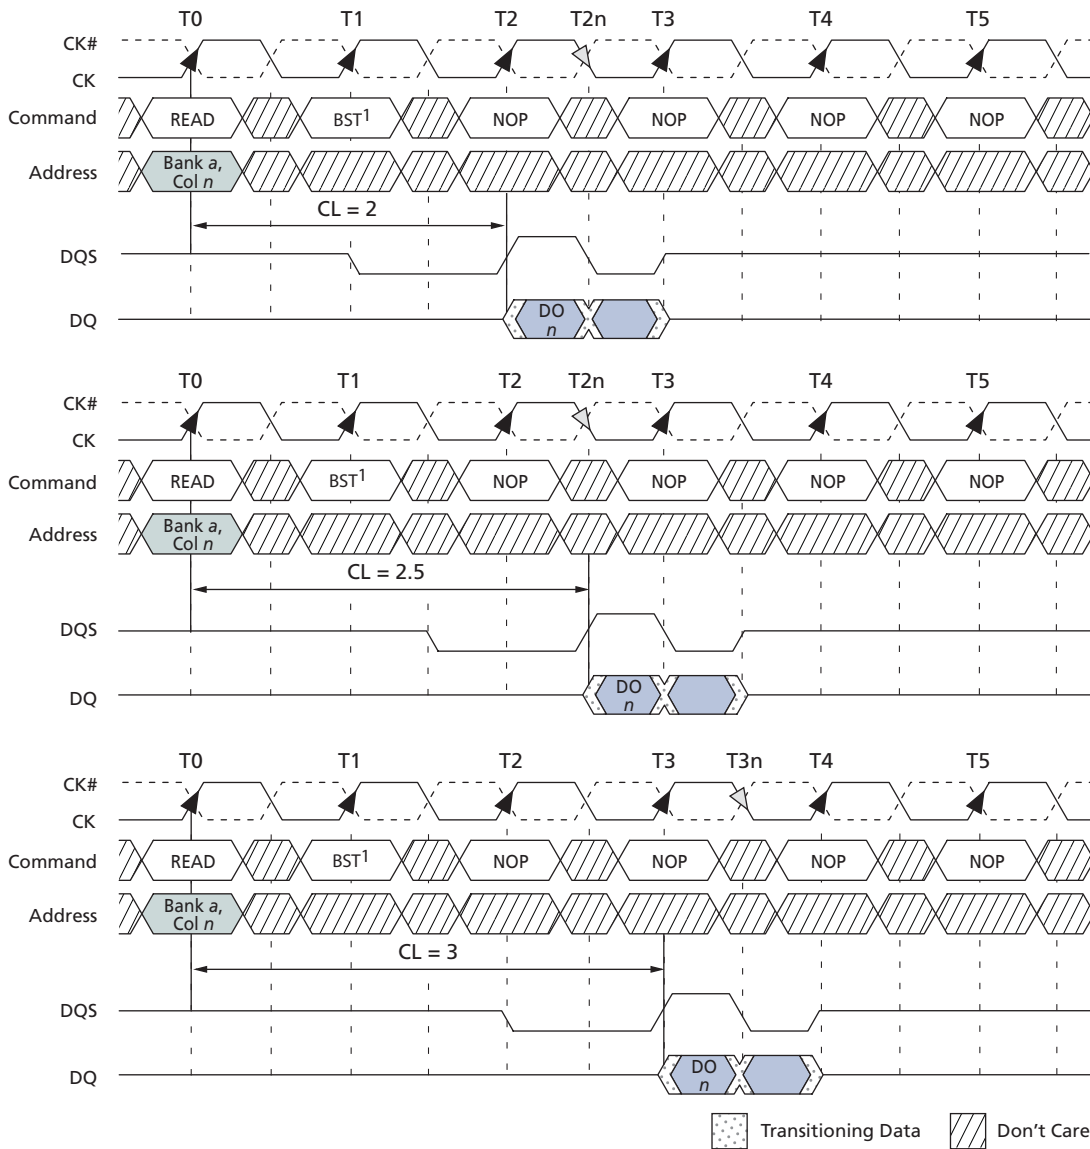 T0 T1 T2 T2n T3 T4 T5
CK#
CK
Command READ BST1 NOP NOP NOP NOP
Address Bank a,
Col n
CL = 2
DQS
DQ DO
n
T0 T1 T2 T2n T3 T4 T5
CK#
CK
Command READ BST1 NOP NOP NOP NOP
Address Bank a,
Col n
CL = 2.5
DQS
DQ DO
n
T0 T1 T2 T3 T3n T4 T5
CK#
CK
Command READ BST1 NOP NOP NOP NOP
Address Bank a,
Col n
CL = 3
DQS
DQ DO
n
Transitioning Data Don't Care